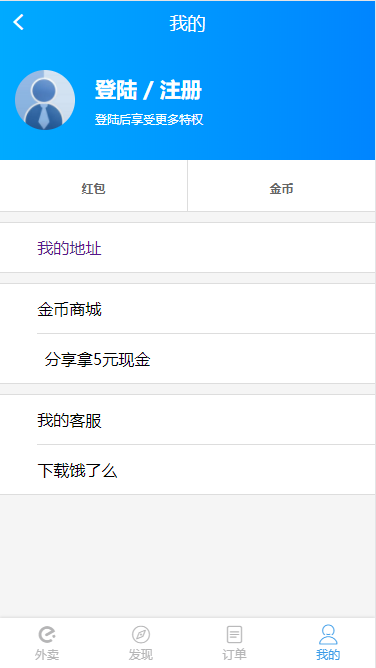 我的
登陆 / 注册
登陆后享受更多特权
红包
金币
我的地址
金币商城
分享拿5元现金
我的客服
下载饿了么
外卖
发现
订单
我的